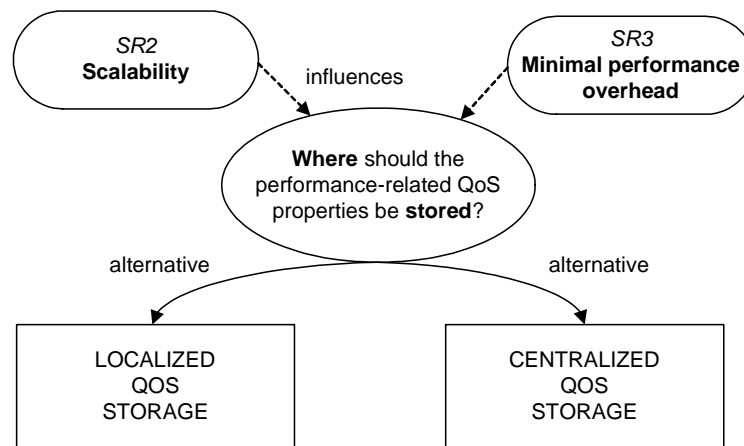 SR2
Scalability
influences
SR3
Minimal performance
overhead
Where should the
performance-related QoS
properties be stored?
alternative
alternative
LOCALIZED
QOS
STORAGE
CENTRALIZED
QOS
STORAGE